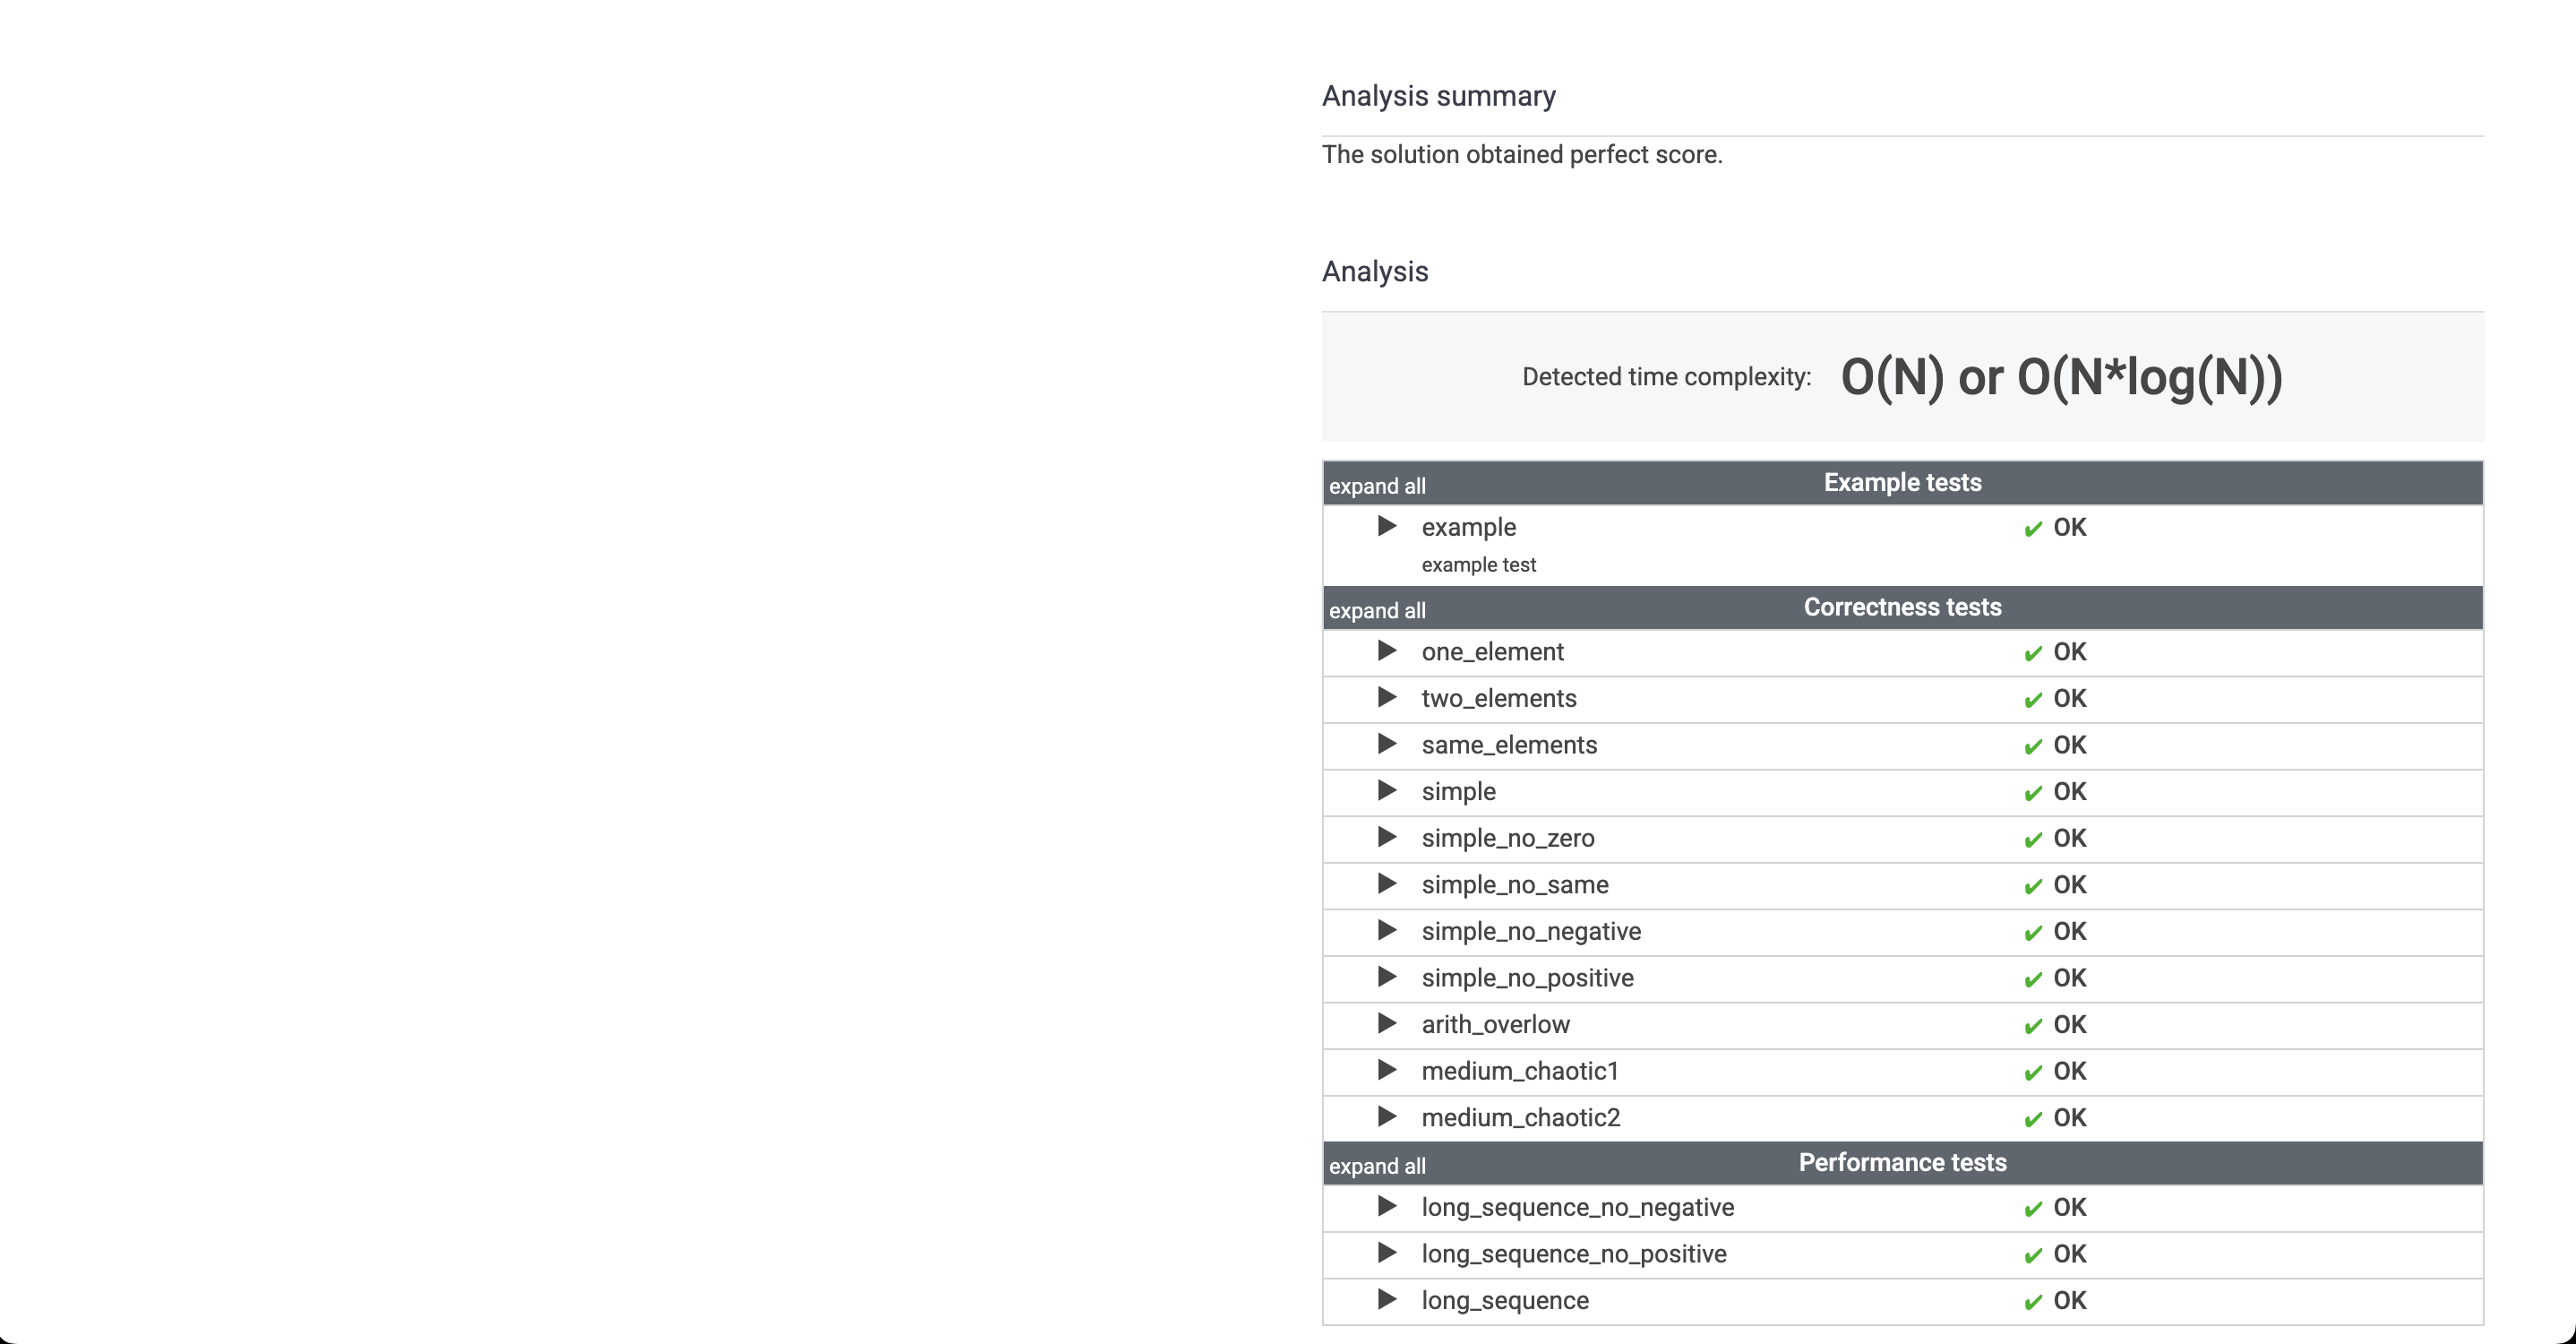 Analysis summary
The solution obtained perfect score.
Analysis
Detected time complexity: O(N) or O(N*log(N))
expand all Example tests
example OK
example test
expand all Correctness tests
one_element OK
two_elements OK
same_elements OK
simple OK
simple_no_zero OK
simple_no_same OK
simple_no_negative OK
simple_no_positive OK
arith_overlow OK
medium_chaotic1 OK
medium_chaotic2 OK
expand all Performance tests
long_sequence_no_negative OK
long_sequence_no_positive OK
long_sequence OK